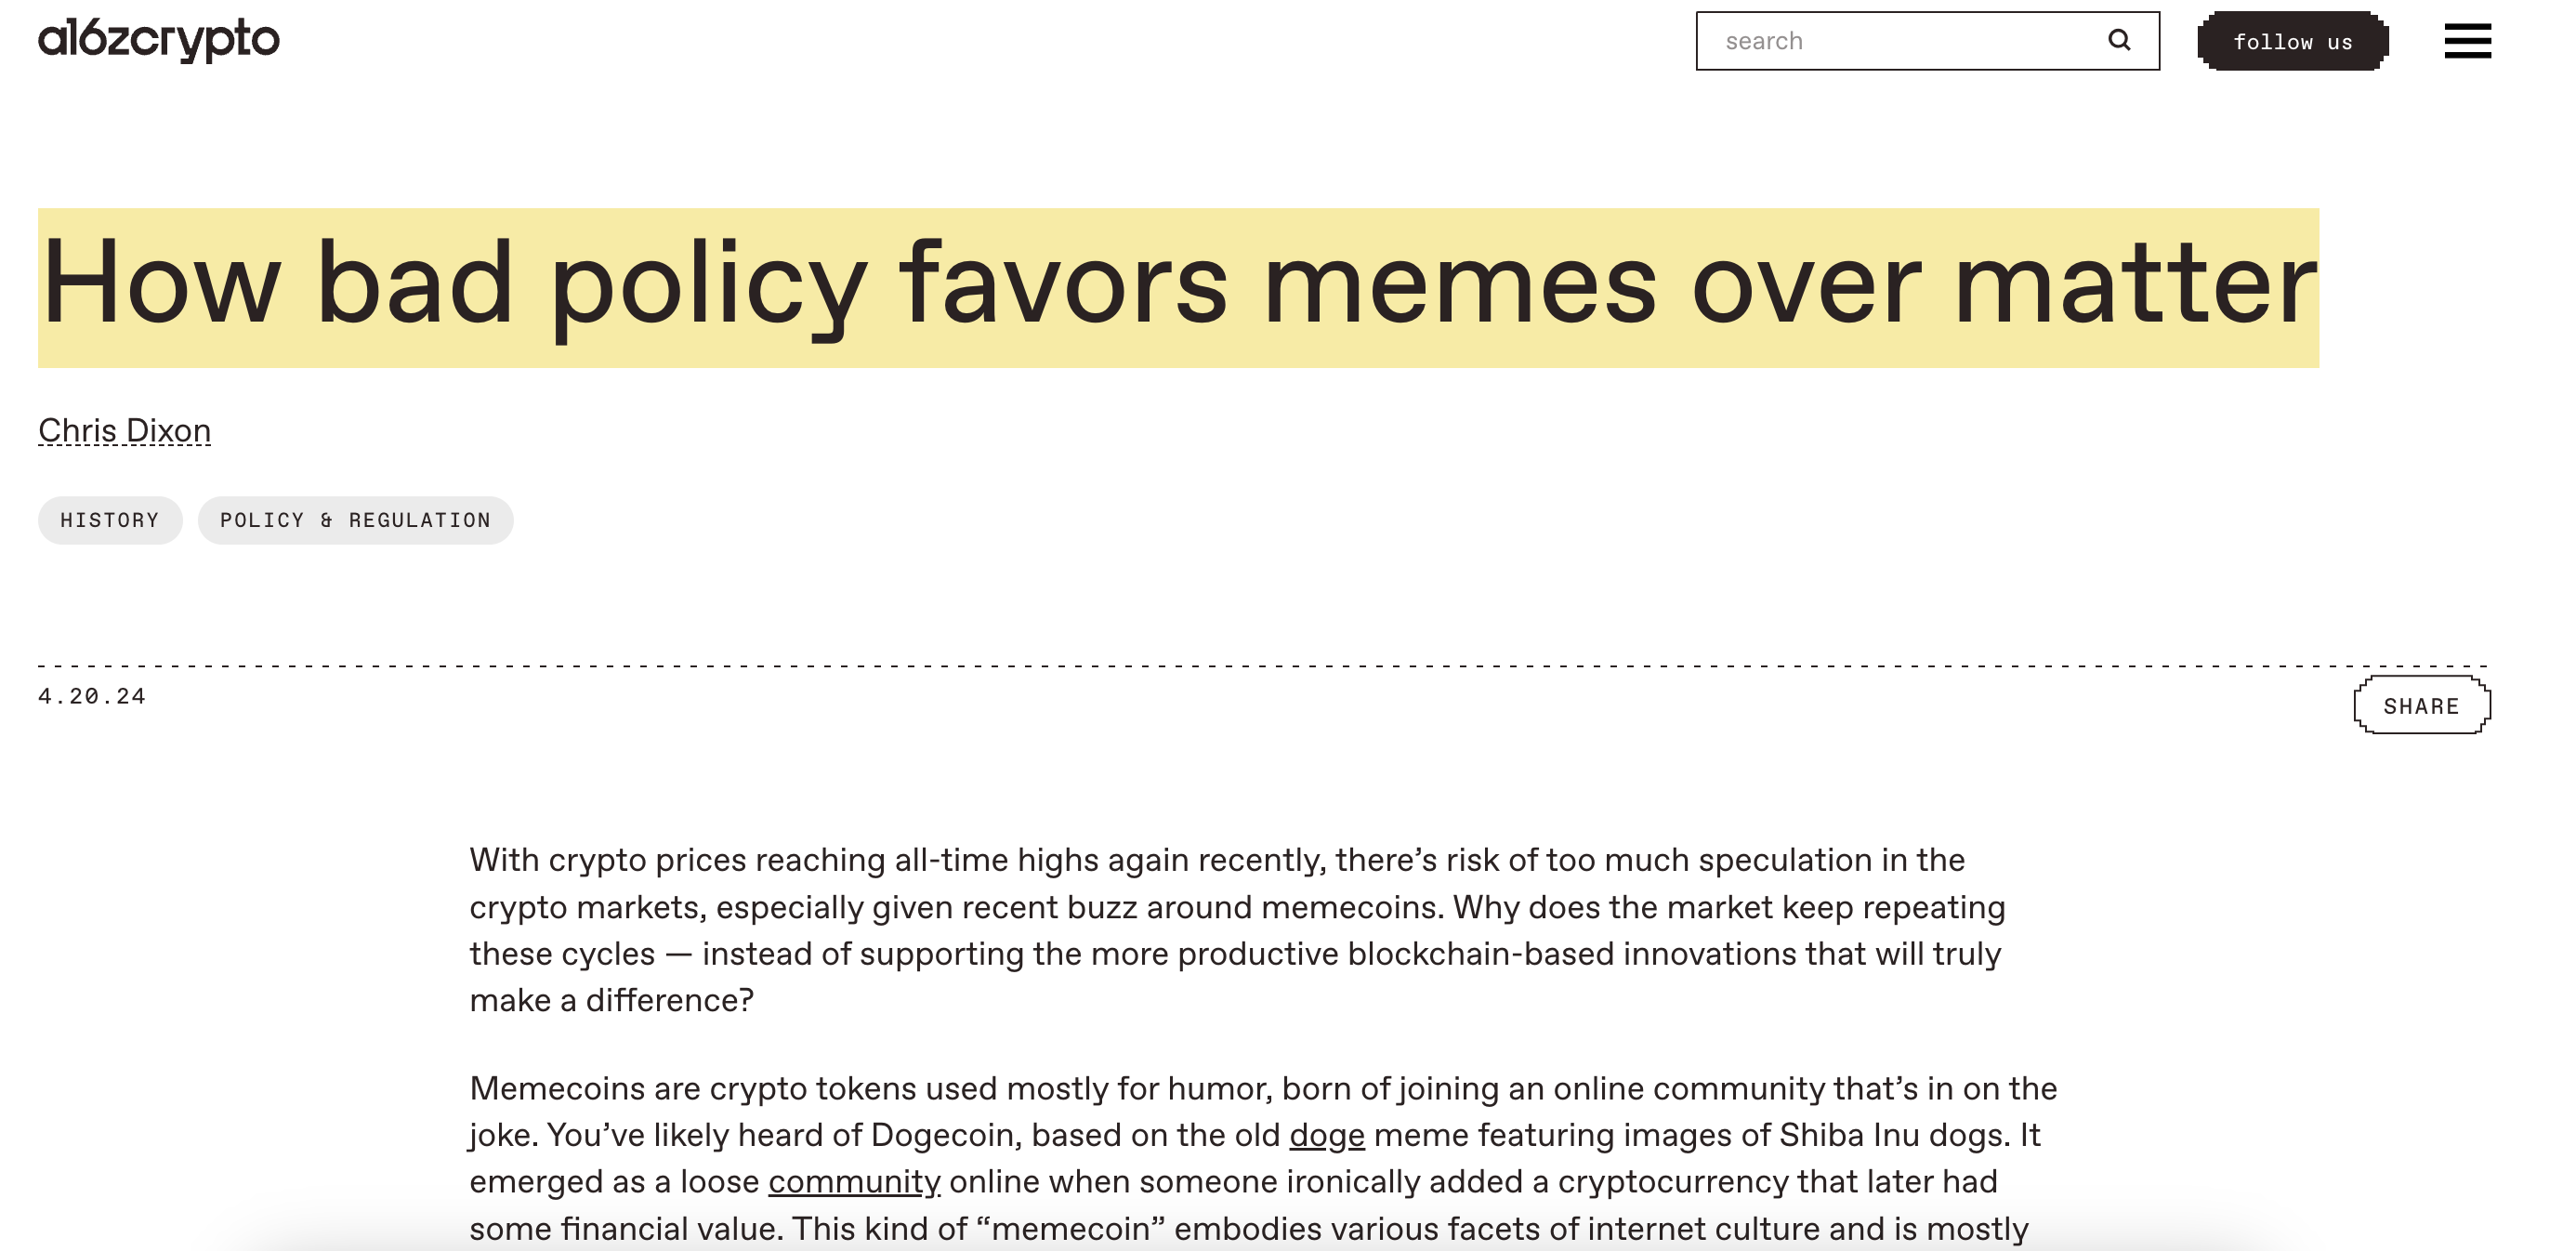 a16zcrypto
search
follow us
How bad policy favors memes over matter
Chris Dixon
HISTORY
POLICY & REGULATION
4.20.24
SHARE
With crypto prices reaching all-time highs again recently, there’s risk of too much speculation in the
crypto markets, especially given recent buzz around memecoins. Why does the market keep repeating
these cycles — instead of supporting the more productive blockchain-based innovations that will truly
make a difference?
Memecoins are crypto tokens used mostly for humor, born of joining an online community that’s in on the
joke. You’ve likely heard of Dogecoin, based on the old doge meme featuring images of Shiba Inu dogs. It
emerged as a loose community online when someone ironically added a cryptocurrency that later had
some financial value. This kind of “memecoin” embodies various facets of internet culture and is mostly